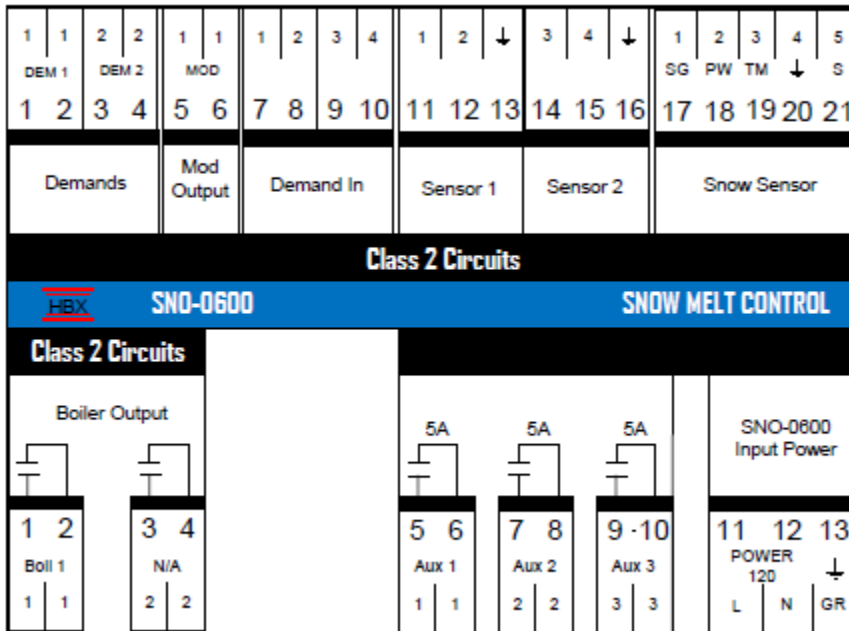 1 1 2 2 1 1 1 2 3 4 1 2 3 4 1 2 3 4 5
DEM 1 DEM 2 MOD SG PW TM S
1 2 3 4 5 6 7 8 9 10 11 12 13 14 15 16 17 18 19 20 21
Demands
Mod
Output
Demand In
Sensor 1
Sensor 2
Snow Sensor
Class 2 Circuits
HBX SNO-0600 SNOW MELT CONTROL
Class 2 Circuits
Boiler Output
5A 5A 5A
SNO-0600
Input Power
1 2 3 4 5 6 7 8 9 -10 11 12 13
Boil 1 N/A Aux 1 Aux 2 Aux 3 POWER
120
1 1 2 2 1 1 2 2 3 3 L N GR